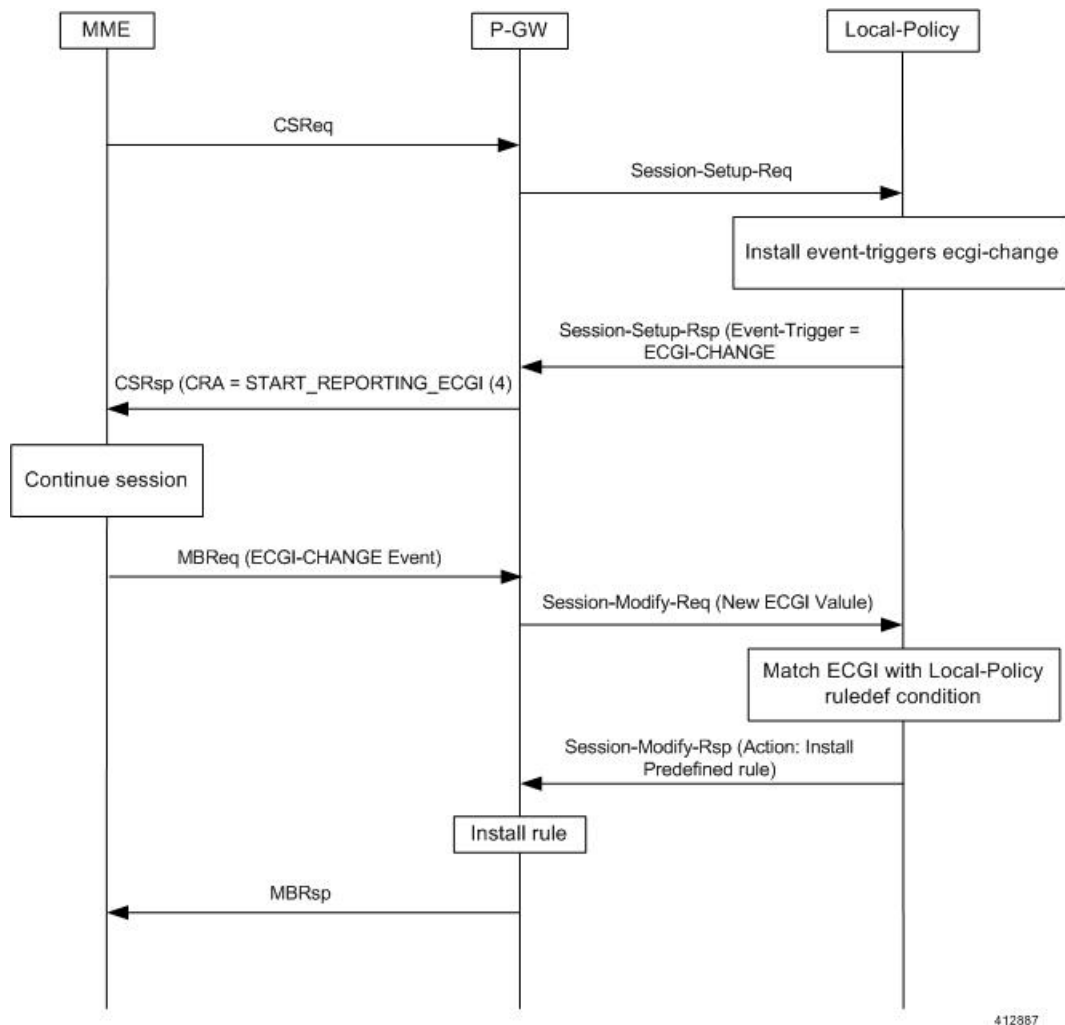 MME
P-GW
Local-Policy
CSReq
Session-Setup-Req
Install event-triggers ecgi-change
Session-Setup-Rsp (Event-Trigger =
ECGI-CHANGE
CSRsp (CRA = START_REPORTING_ECGI (4)
Continue session
MBReq (ECGI-CHANGE Event)
Session-Modify-Req (New ECGI Valule)
Match ECGI with Local-Policy
ruledef condition
Session-Modify-Rsp (Action: Install
Predefined rule)
Install rule
MBRsp
412887